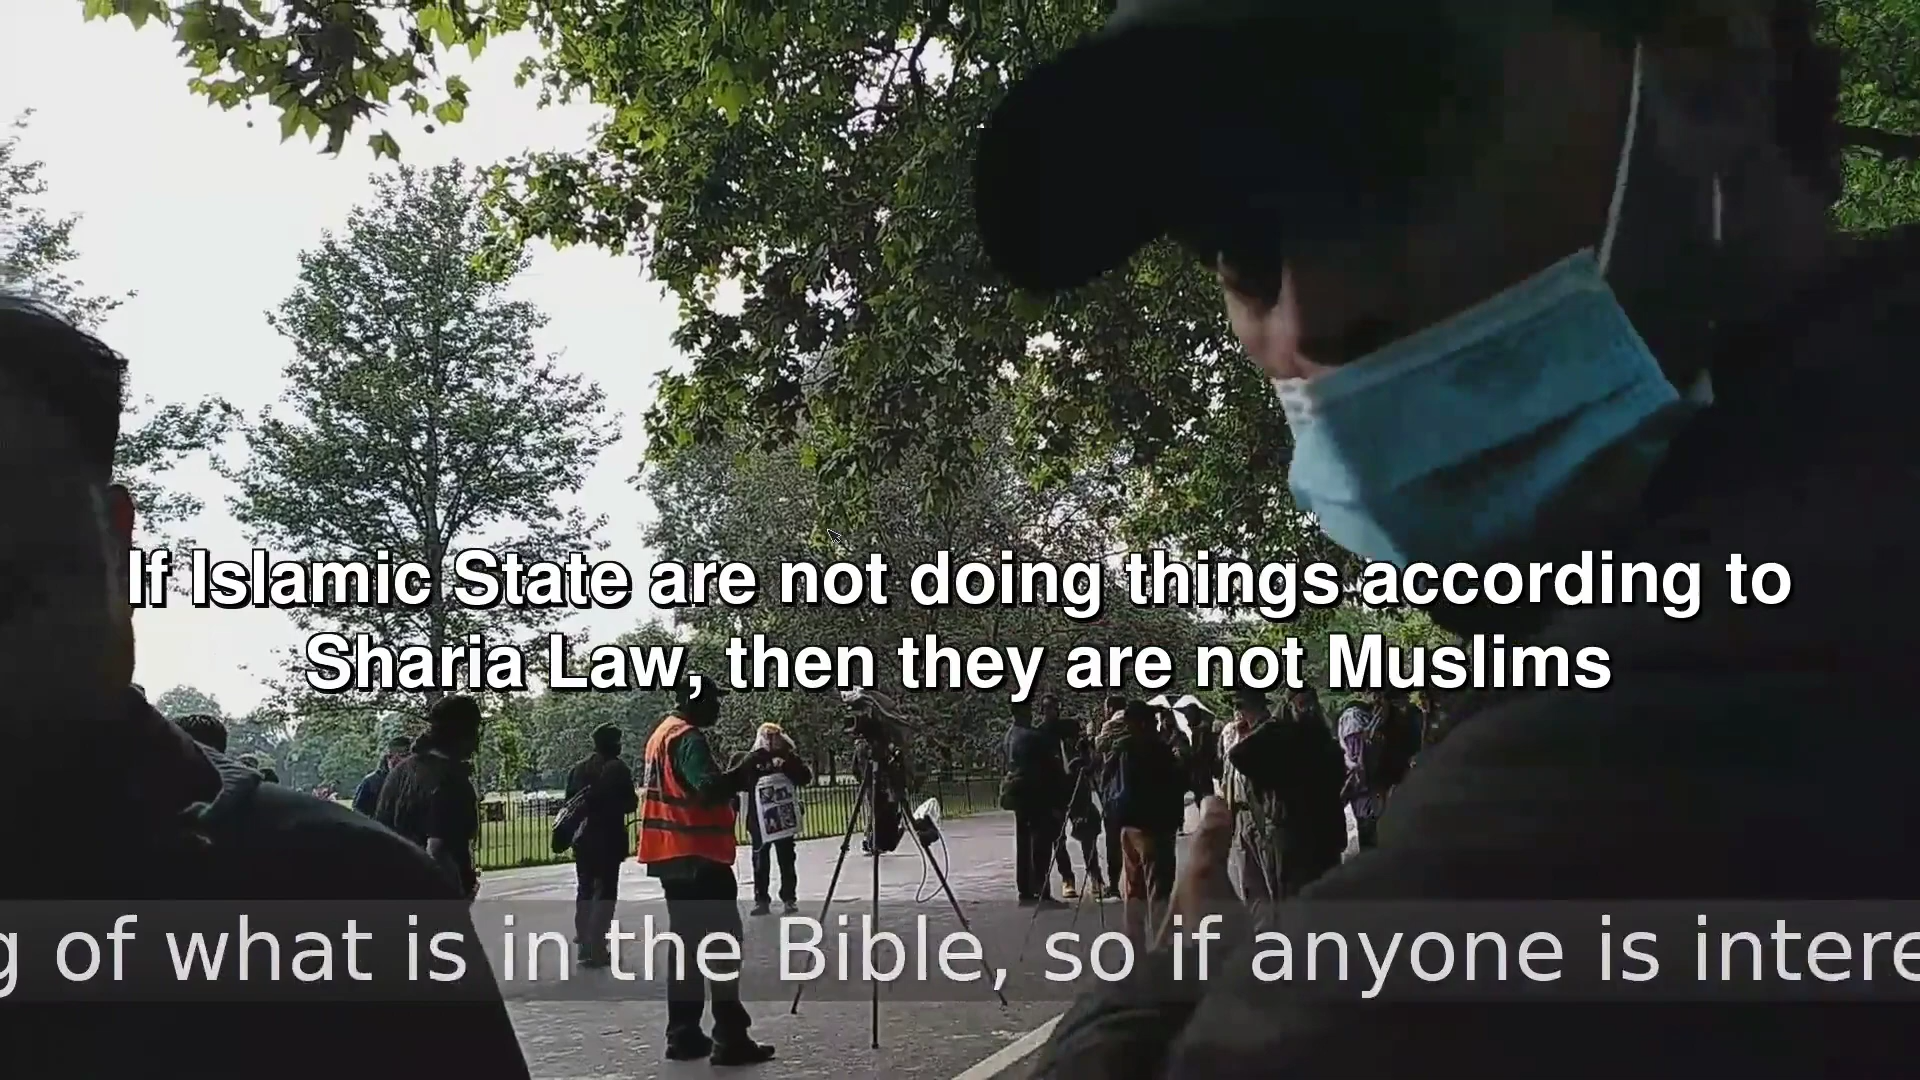 If Islamic State are not doing things according to
Sharia Law, then they are not Muslims
of what is in the Bible, so if anyone is